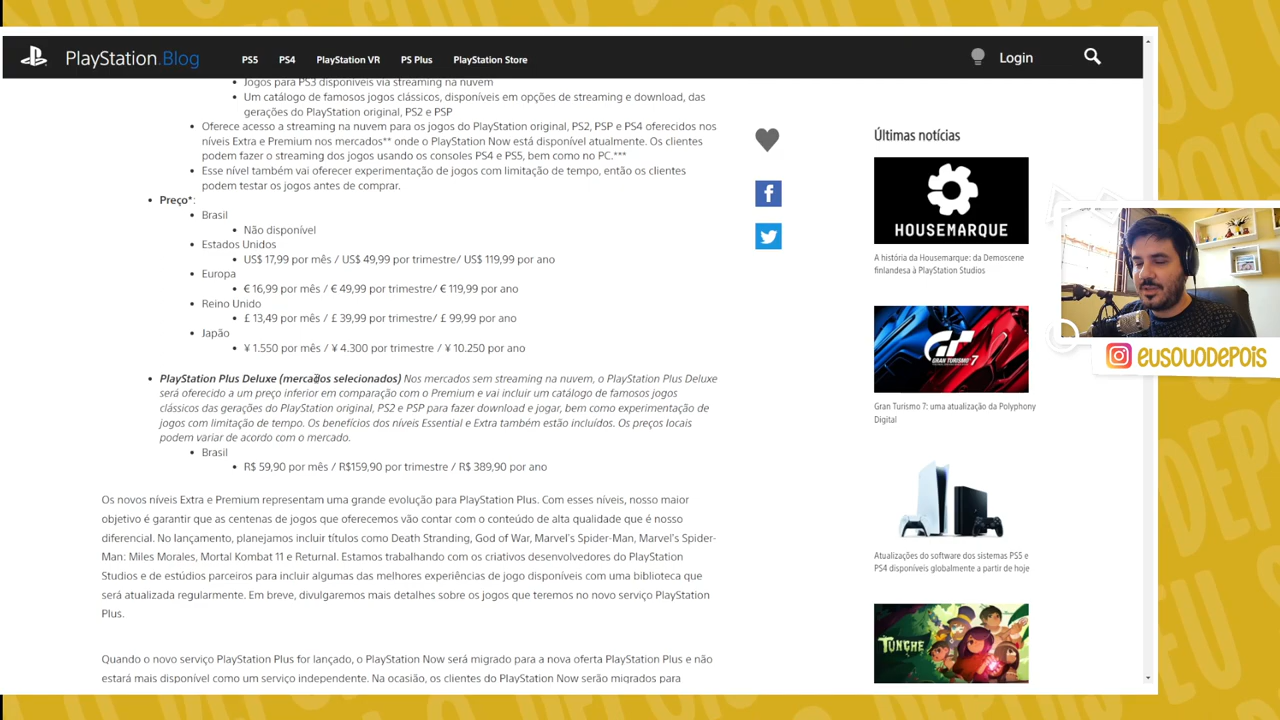 PlayStation.Blog
PS5 PS4 PlayStation VR PS Plus PlayStation Store
Login
Jogos para PS3 disponíveis via streaming na nuvem
Um catálogo de famosos jogos clássicos, disponíveis em opções de streaming e download, das
gerações do PlayStation original, PS2 e PSP
Oferece acesso a streaming na nuvem para os jogos do PlayStation original, PS2, PSP e PS4 oferecidos nos
níveis Extra e Premium nos mercados** onde o PlayStation Now está disponível atualmente. Os clientes
podem fazer o streaming dos jogos usando os consoles PS4 e PS5, bem como no PC.***
Esse nível também vai oferecer experimentação de jogos com limitação de tempo, então os clientes
podem testar os jogos antes de comprar.
Preço*:
Brasil
Não disponível
Estados Unidos
US$ 17,99 por mês / US$ 49,99 por trimestre/ US$ 119,99 por ano
Europa
€ 16,99 por mês / € 49,99 por trimestre/ € 119,99 por ano
Reino Unido
£ 13,49 por mês / £ 39,99 por trimestre/ £ 99,99 por ano
Japão
¥ 1.550 por mês / ¥ 4.300 por trimestre / ¥ 10.250 por ano
PlayStation Plus Deluxe (mercados selecionados) Nos mercados sem streaming na nuvem, o PlayStation Plus Deluxe
será oferecido a um preço inferior em comparação com o Premium e vai incluir um catálogo de famosos jogos
clássicos das gerações do PlayStation original, PS2 e PSP para fazer download e jogar, bem como experimentação de
jogos com limitação de tempo. Os benefícios dos níveis Essential e Extra também estão incluídos. Os preços locais
podem variar de acordo com o mercado.
Brasil
R$ 59,90 por mês / R$159,90 por trimestre / R$ 389,90 por ano
Os novos níveis Extra e Premium representam uma grande evolução para PlayStation Plus. Com esses níveis, nosso maior
objetivo é garantir que as centenas de jogos que oferecemos vão contar com o conteúdo de alta qualidade que é nosso
diferencial. No lançamento, planejamos incluir títulos como Death Stranding, God of War, Marvel's Spider-Man, Marvel's Spider-
Man: Miles Morales, Mortal Kombat 11 e Returnal. Estamos trabalhando com os criativos desenvolvedores do PlayStation
Studios e de estúdios parceiros para incluir algumas das melhores experiências de jogo disponíveis com uma biblioteca que
será atualizada regularmente. Em breve, divulgaremos mais detalhes sobre os jogos que teremos no novo serviço PlayStation
Plus.
Quando o novo serviço PlayStation Plus for lançado, o PlayStation Now será migrado para a nova oferta PlayStation Plus e não
estará mais disponível como um serviço independente. Na ocasião, os clientes do PlayStation Now serão migrados para
Últimas notícias
HOUSEMARQUE
A história da Housemarque: da Demoscene
finlandesa à PlayStation Studios
GRAN TURISMO 7
Gran Turismo 7: uma atualização da Polyphony
Digital
Atualizações do software dos sistemas PS5 e
PS4 disponíveis globalmente a partir de hoje
TUNCHE
EUSOUODEPOIS